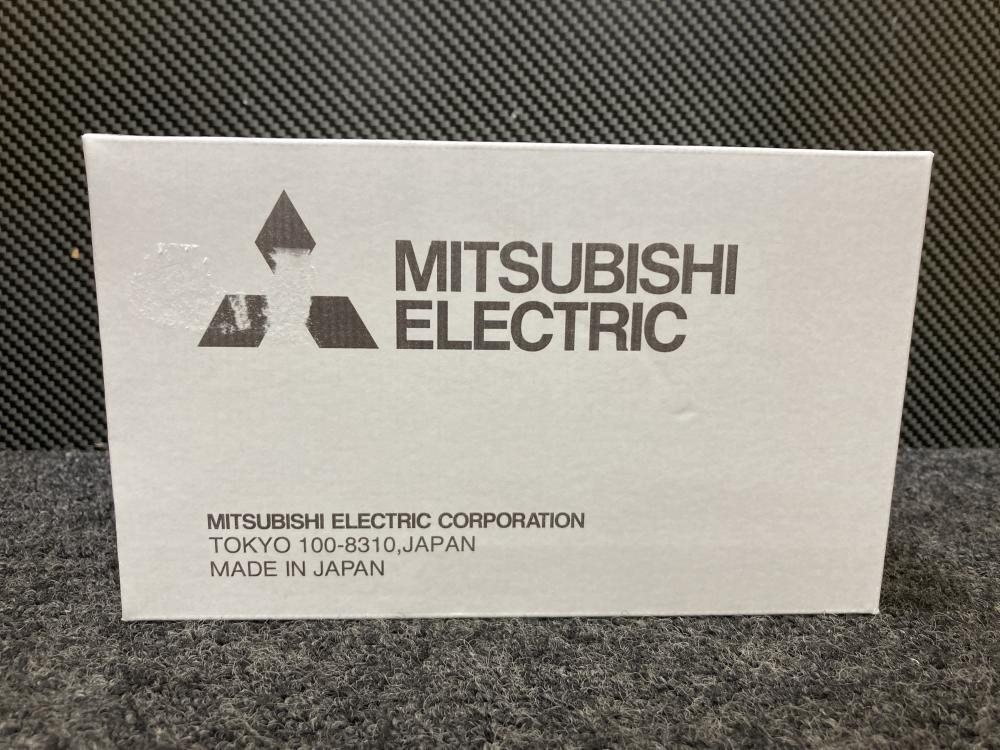 MITSUBISHI
ELECTRIC
MITSUBISHI ELECTRIC CORPORATION
TOKYO 100-8310,JAPAN
MADE IN JAPAN